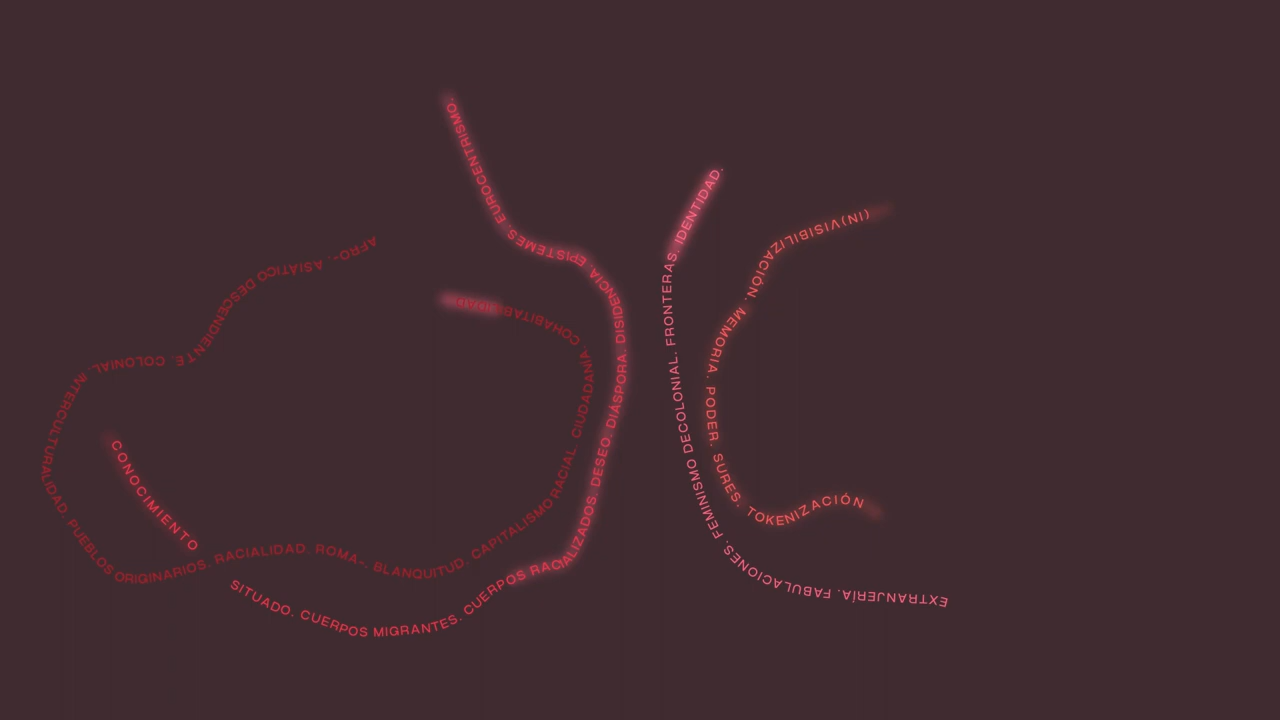 AFRO-. ASIÁTICO DESCENDIENTE. COLONIAL. INTERCULTURALIDAD. PUEBLOS ORIGINARIOS. RACIALIDAD. ROMA-. BLANQUITUD. CAPITALISMO RACIAL. CIUDADANÍA. COHABITABILIDAD
CONOCIMIENTO SITUADO. CUERPOS MIGRANTES. CUERPOS RACIALIZADOS. DESEO. DIÁSPORA. DISIDENCIA. EPISTEMES. EUROCENTRISMO.
EXTRANJERÍA. FABULACIONES. FEMINISMO DECOLONIAL. FRONTERAS. IDENTIDAD.
(IN)VISIBILIZACIÓN. MEMORIA. PODER. SURES. TOKENIZACIÓN